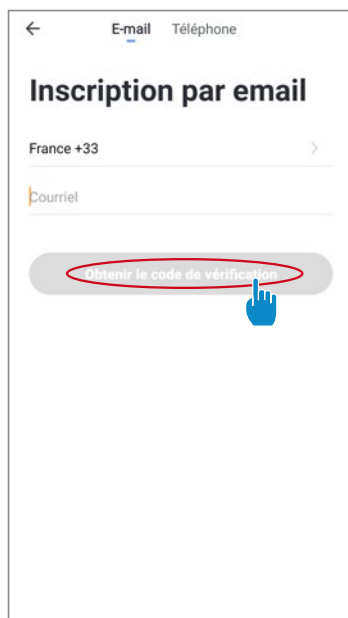 E-mail Téléphone
Inscription par email
France +33
Courriel
Obtenir le code de vérification